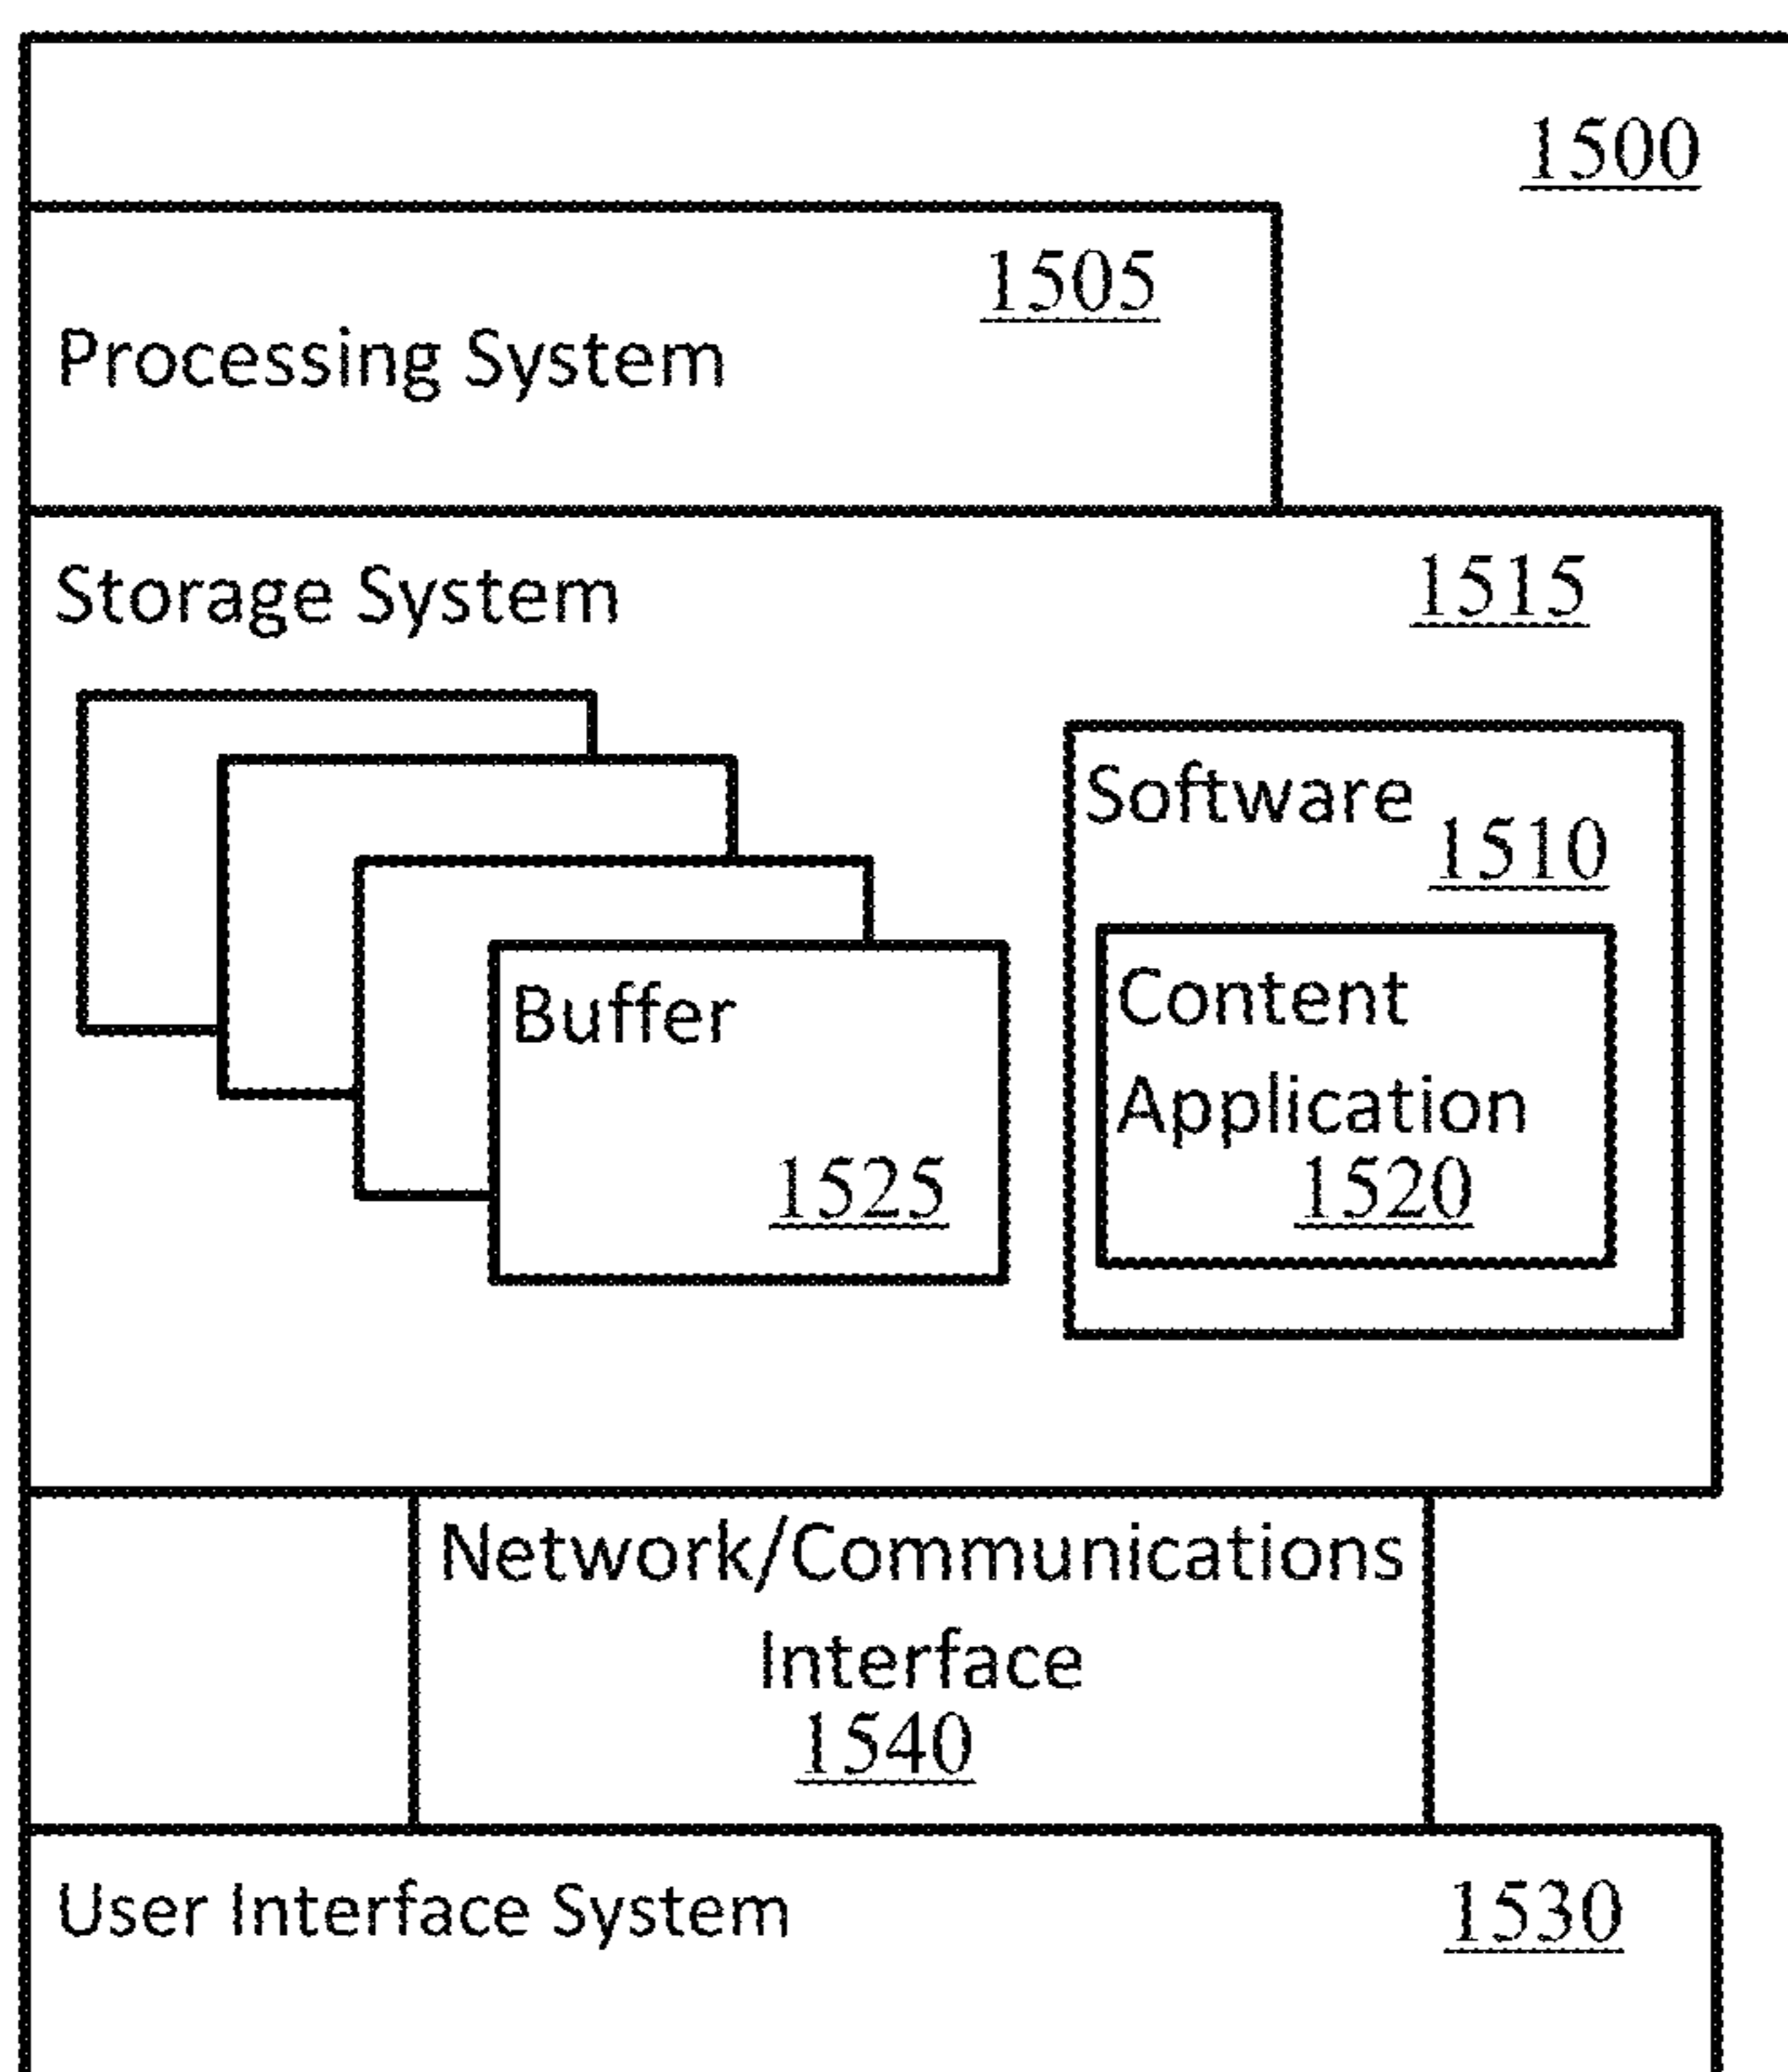 1500
1505
Processing System
Storage System
1515
Software
1510
Content
Application
1520
Buffer
1525
Network/Communications
Interface
1540
User Interface System
1530